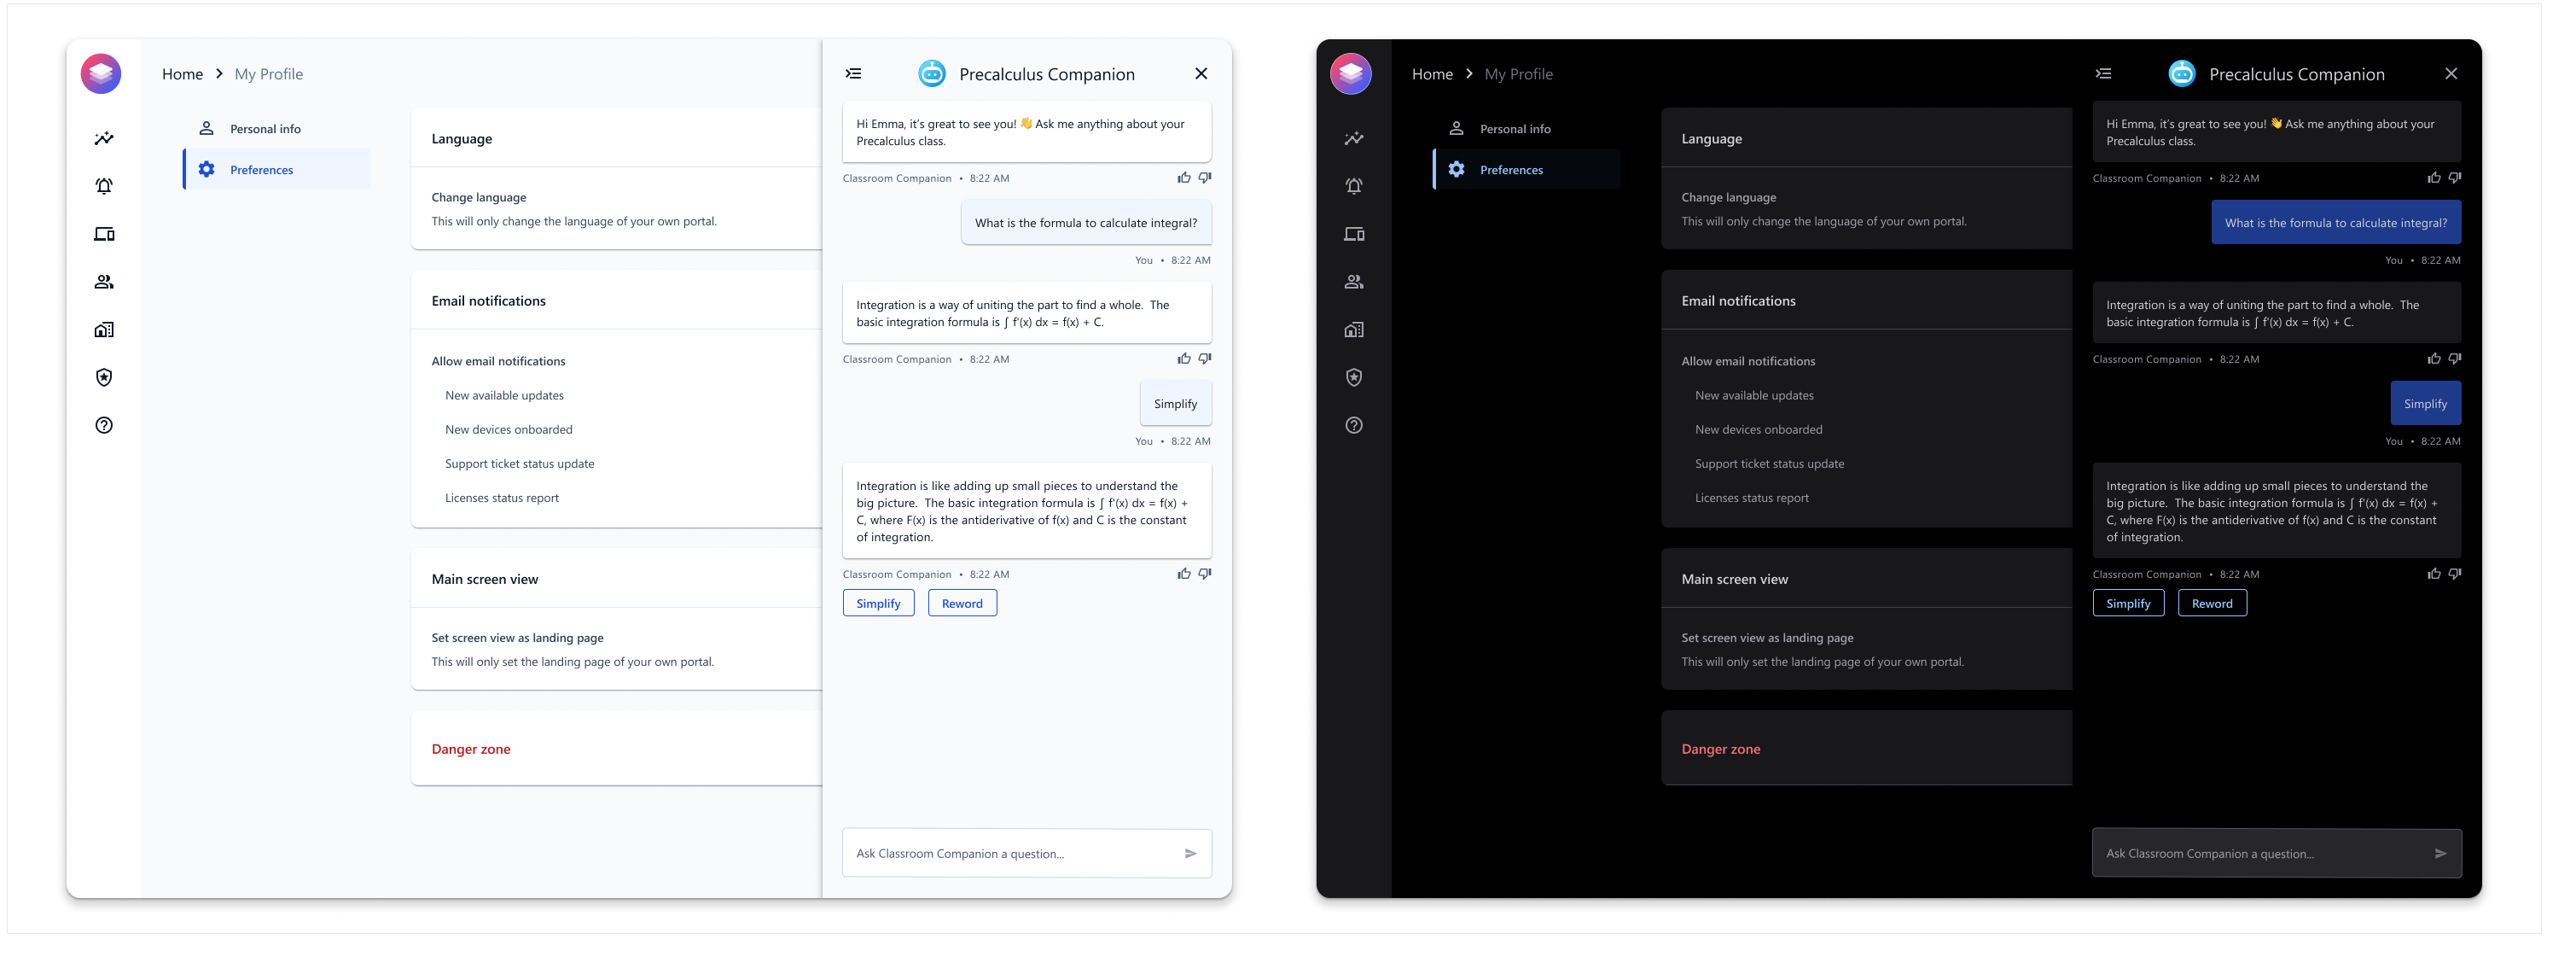 Home > My Profile
Personal info
Preferences
Language
Change language
This will only change the language of your own portal.
Email notifications
Allow email notifications
New available updates
New devices onboarded
Support ticket status update
Licenses status report
Main screen view
Set screen view as landing page
This will only set the landing page of your own portal.
Danger zone
Precalculus Companion
Hi Emma, it's great to see you! 👋 Ask me anything about your
Precalculus class.
Classroom Companion • 8:22 AM
What is the formula to calculate integral?
You • 8:22 AM
Integration is a way of uniting the part to find a whole.  The
basic integration formula is ∫ f'(x) dx = f(x) + C.
Classroom Companion • 8:22 AM
Simplify
You • 8:22 AM
Integration is like adding up small pieces to understand the
big picture.  The basic integration formula is ∫ f'(x) dx = f(x) +
C, where F(x) is the antiderivative of f(x) and C is the constant
of integration.
Classroom Companion • 8:22 AM
Simplify
Reword
Ask Classroom Companion a question...
Home > My Profile
Personal info
Preferences
Language
Change language
This will only change the language of your own portal.
Email notifications
Allow email notifications
New available updates
New devices onboarded
Support ticket status update
Licenses status report
Main screen view
Set screen view as landing page
This will only set the landing page of your own portal.
Danger zone
Precalculus Companion
Hi Emma, it's great to see you! 👋 Ask me anything about your
Precalculus class.
Classroom Companion • 8:22 AM
What is the formula to calculate integral?
You • 8:22 AM
Integration is a way of uniting the part to find a whole.  The
basic integration formula is ∫ f'(x) dx = f(x) + C.
Classroom Companion • 8:22 AM
Simplify
You • 8:22 AM
Integration is like adding up small pieces to understand the
big picture.  The basic integration formula is ∫ f'(x) dx = f(x) +
C, where F(x) is the antiderivative of f(x) and C is the constant
of integration.
Classroom Companion • 8:22 AM
Simplify
Reword
Ask Classroom Companion a question...